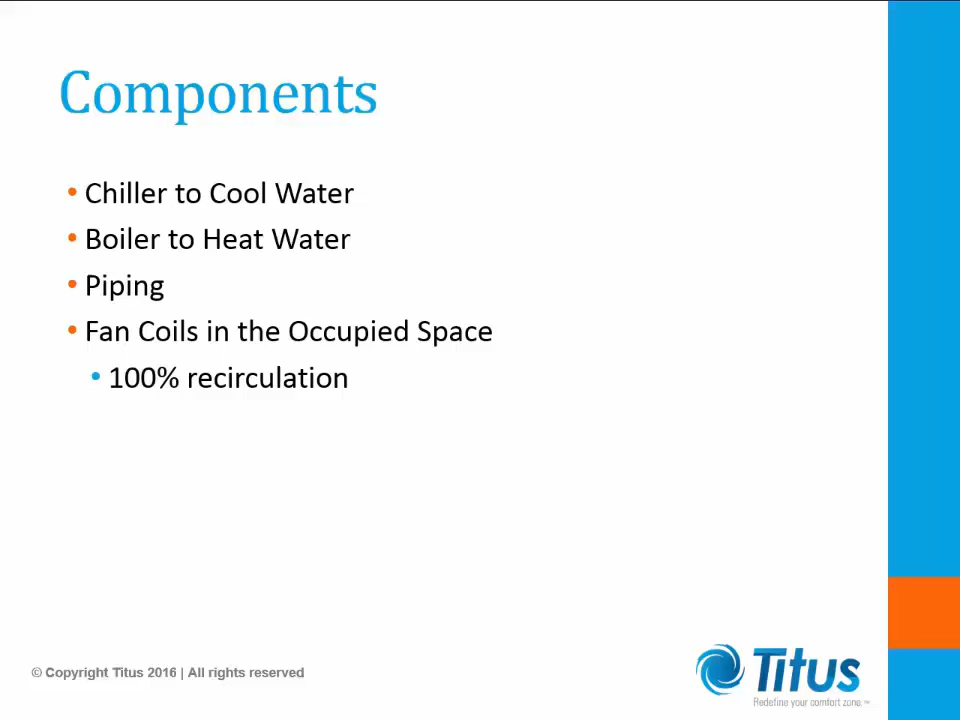 Components
• Chiller to Cool Water
• Boiler to Heat Water
• Piping
• Fan Coils in the Occupied Space
• 100% recirculation
© Copyright Titus 2016 | All rights reserved
Titus
Redefine your comfort zone.™